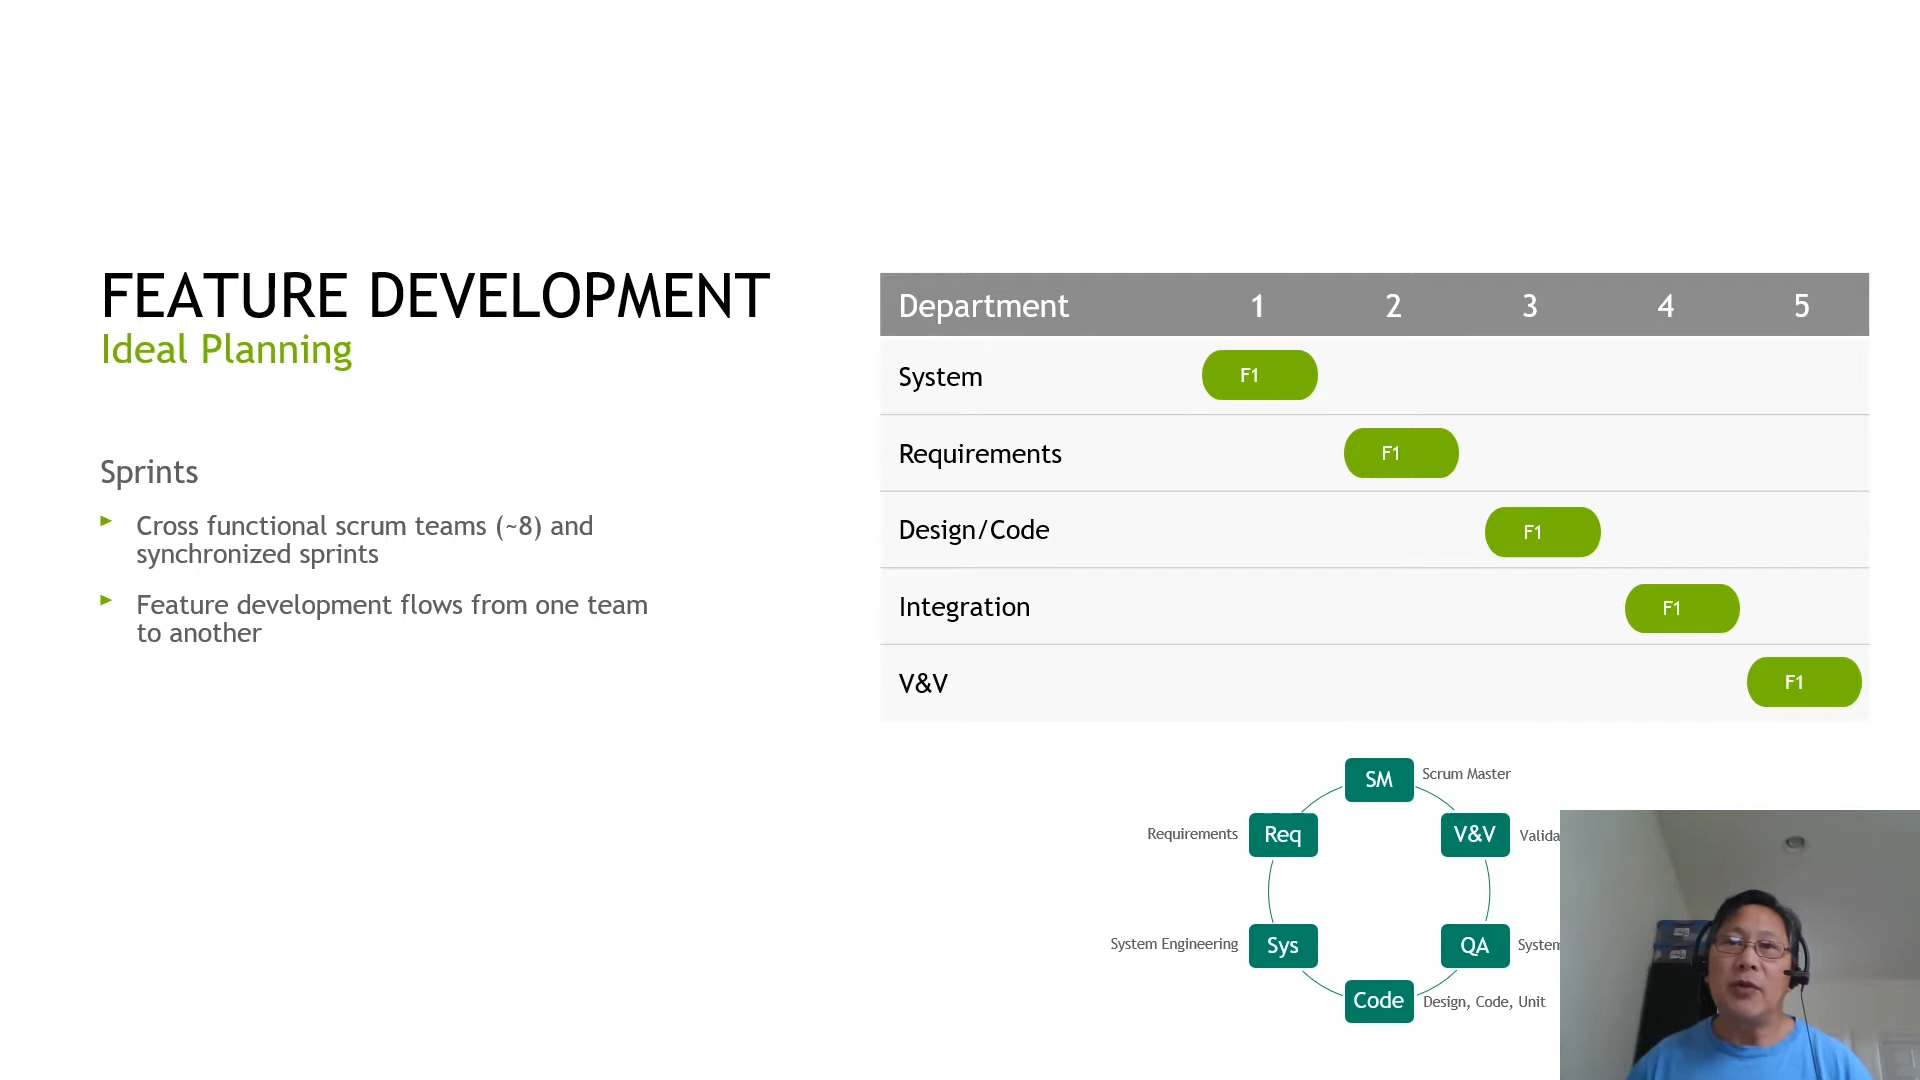 FEATURE DEVELOPMENT
Ideal Planning
Sprints
Cross functional scrum teams (~8) and
synchronized sprints
Feature development flows from one team
to another
Department 1 2 3 4 5
System F1
Requirements F1
Design/Code F1
Integration F1
V&V F1
SM Scrum Master
Requirements Req V&V Valida
System Engineering Sys QA System
Code Design, Code, Unit